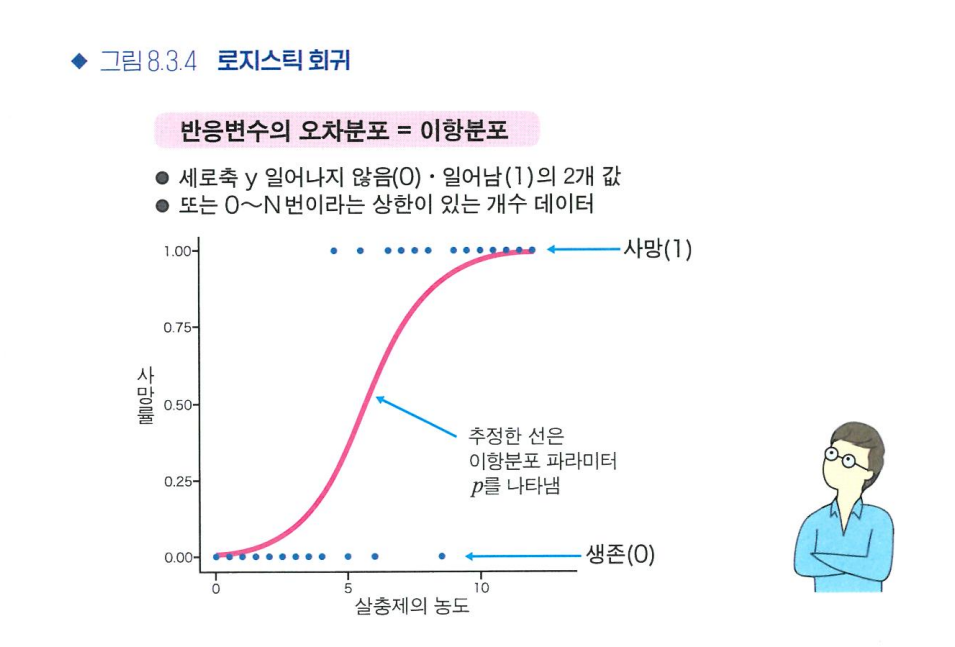 ◆ 그림 8.3.4 로지스틱 회귀
반응변수의 오차분포 = 이항분포
● 세로축 y 일어나지 않음(0)・일어남(1)의 2개 값
● 또는 0~N번이라는 상한이 있는 개수 데이터
1.00
사망(1)
0.75
사망률
0.50
추정한 선은
이항분포 파라미터
p를 나타냄
0.25
0.00
생존(0)
0 5 10
살충제의 농도